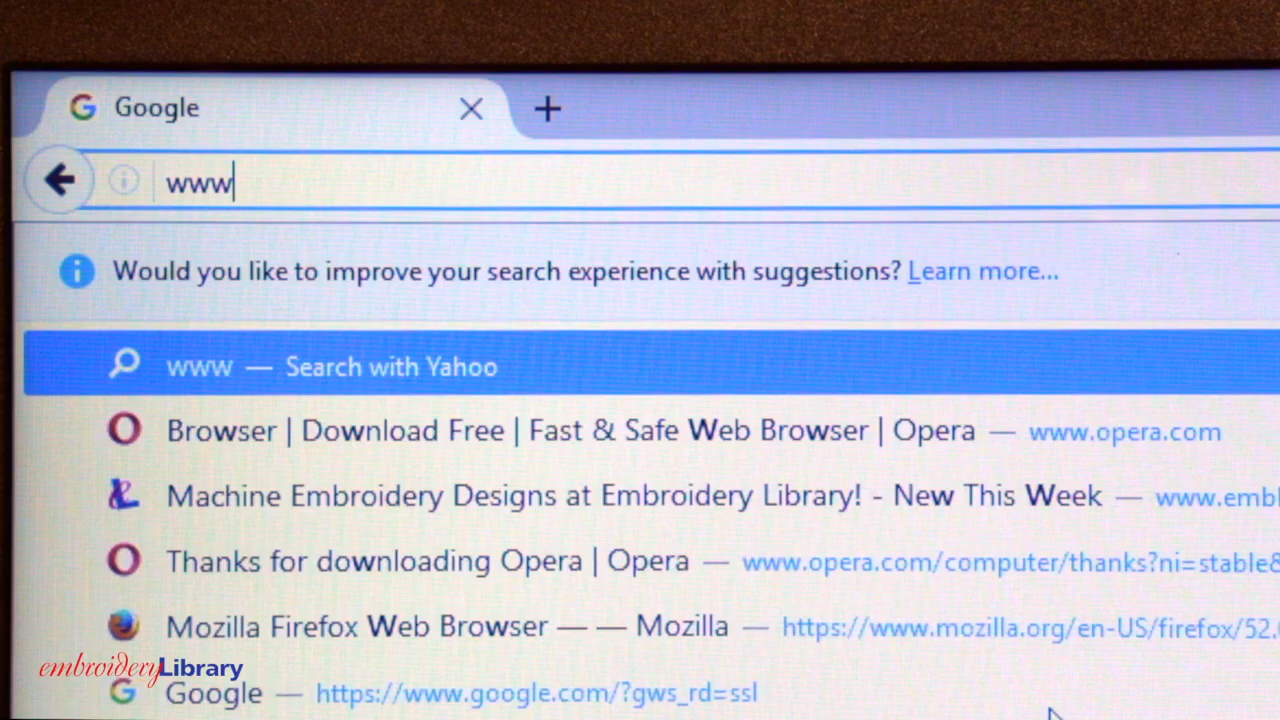 Google
www
Would you like to improve your search experience with suggestions? Learn more...
www — Search with Yahoo
Browser | Download Free | Fast & Safe Web Browser | Opera — www.opera.com
Machine Embroidery Designs at Embroidery Library! - New This Week — www.emb
Thanks for downloading Opera | Opera — www.opera.com/computer/thanks?ni=stable&
Mozilla Firefox Web Browser — — Mozilla — https://www.mozilla.org/en-US/firefox/52.
embroideryLibrary
Google — https://www.google.com/?gws_rd=ssl